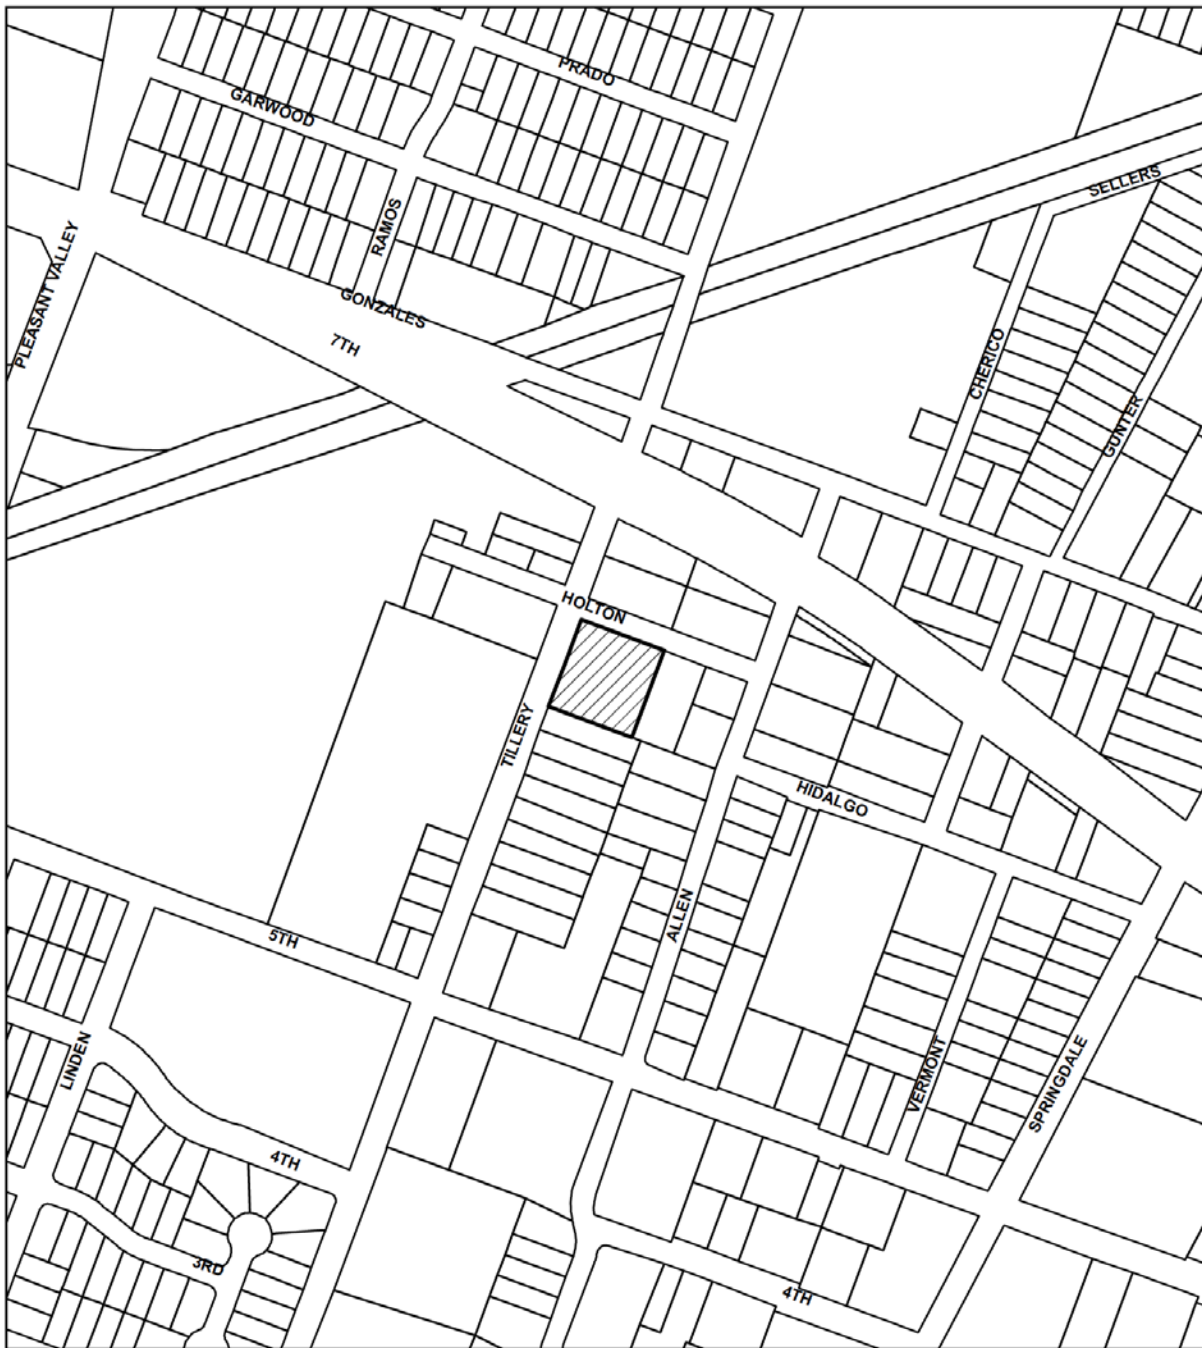 PRADO
GARWOOD
SELLERS
RAMOS
PLEASANT VALLEY
GONZALES
7TH
CHERICO
GUNTER
HOLTON
TILLERY
HIDALGO
ALLEN
5TH
LINDEN
VERMONT
SPRINGDALE
4TH
3RD
4TH